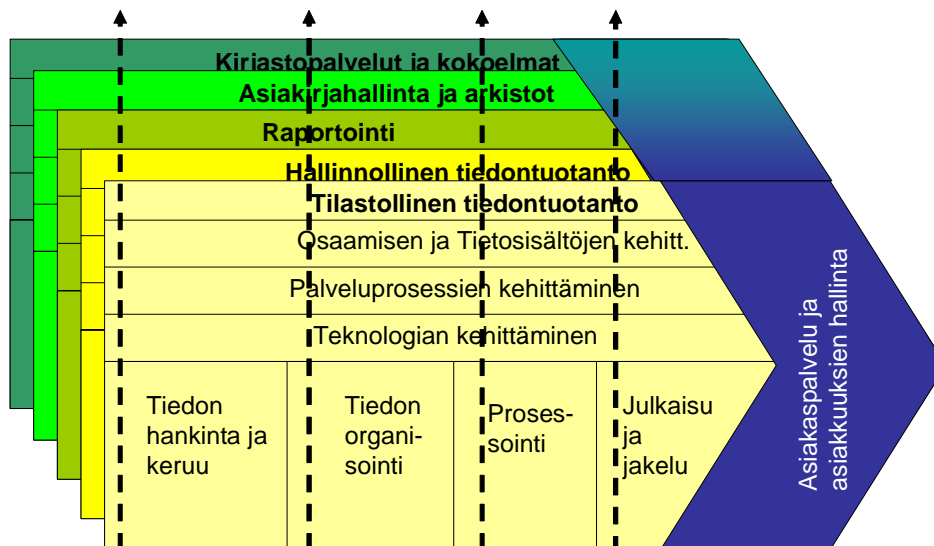 Kirjastopalvelut ja kokoelmat
Asiakirjahallinta ja arkistot
Raportointi
Hallinnollinen tiedontuotanto
Tilastollinen tiedontuotanto
Osaamisen ja Tietosisältöjen kehitt.
Palveluprosessien kehittäminen
Teknologian kehittäminen
Tiedon
hankinta ja
keruu
Tiedon
organi-
sointi
Proses-
sointi
Julkaisu
ja
jakelu
Asiakaspalvelu ja
asiakkuuksien hallinta